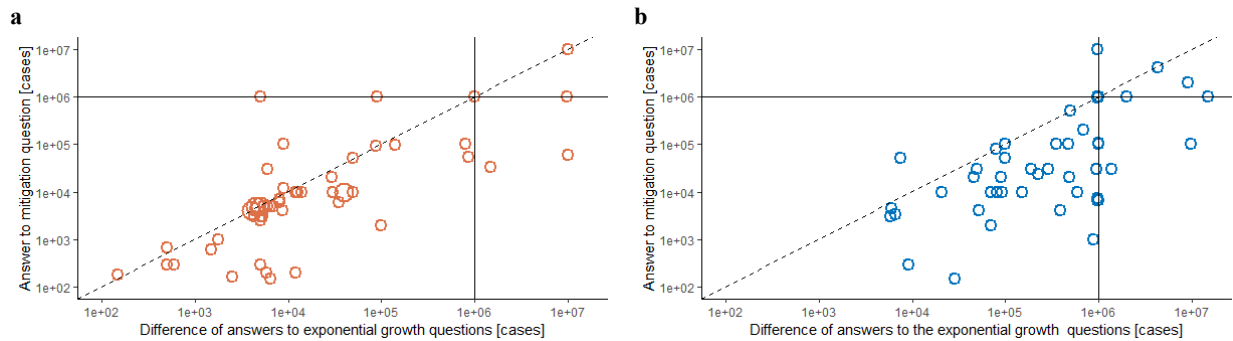 a
Answer to mitigation question [cases]
1e+07
1e+06
1e+05
1e+04
1e+03
1e+02
1e+02 1e+03 1e+04 1e+05 1e+06 1e+07
Difference of answers to exponential growth questions [cases]
b
Answer to mitigation question [cases]
1e+07
1e+06
1e+05
1e+04
1e+03
1e+02
1e+02 1e+03 1e+04 1e+05 1e+06 1e+07
Difference of answers to the exponential growth questions [cases]